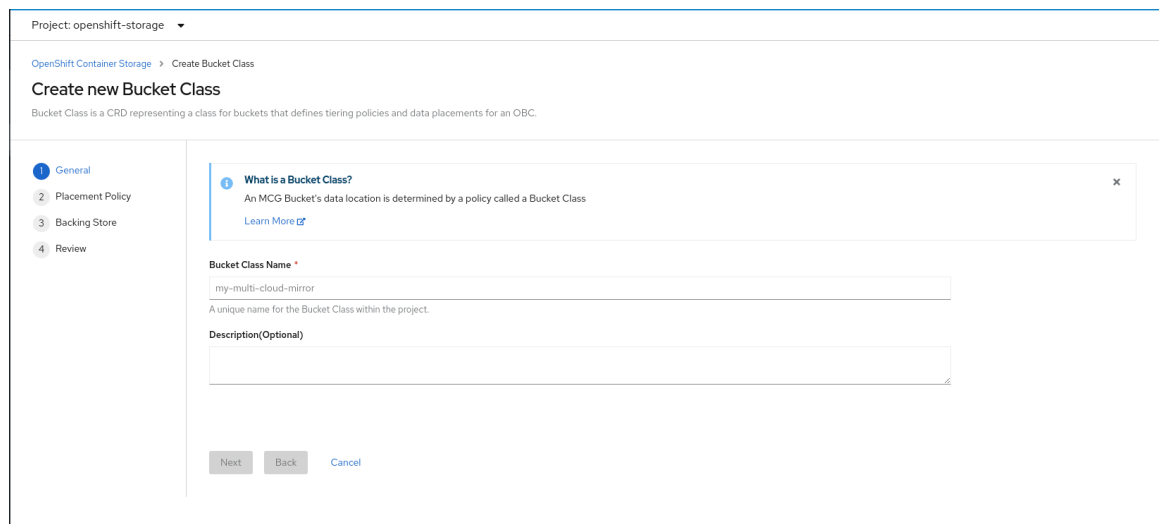 Project: openshift-storage
OpenShift Container Storage > Create Bucket Class
Create new Bucket Class
Bucket Class is a CRD representing a class for buckets that defines tiering policies and data placements for an OBC.
1 General
2 Placement Policy
3 Backing Store
4 Review
What is a Bucket Class?
An MCG Bucket's data location is determined by a policy called a Bucket Class
Learn More
Bucket Class Name *
my-multi-cloud-mirror
A unique name for the Bucket Class within the project.
Description(Optional)
Next Back Cancel